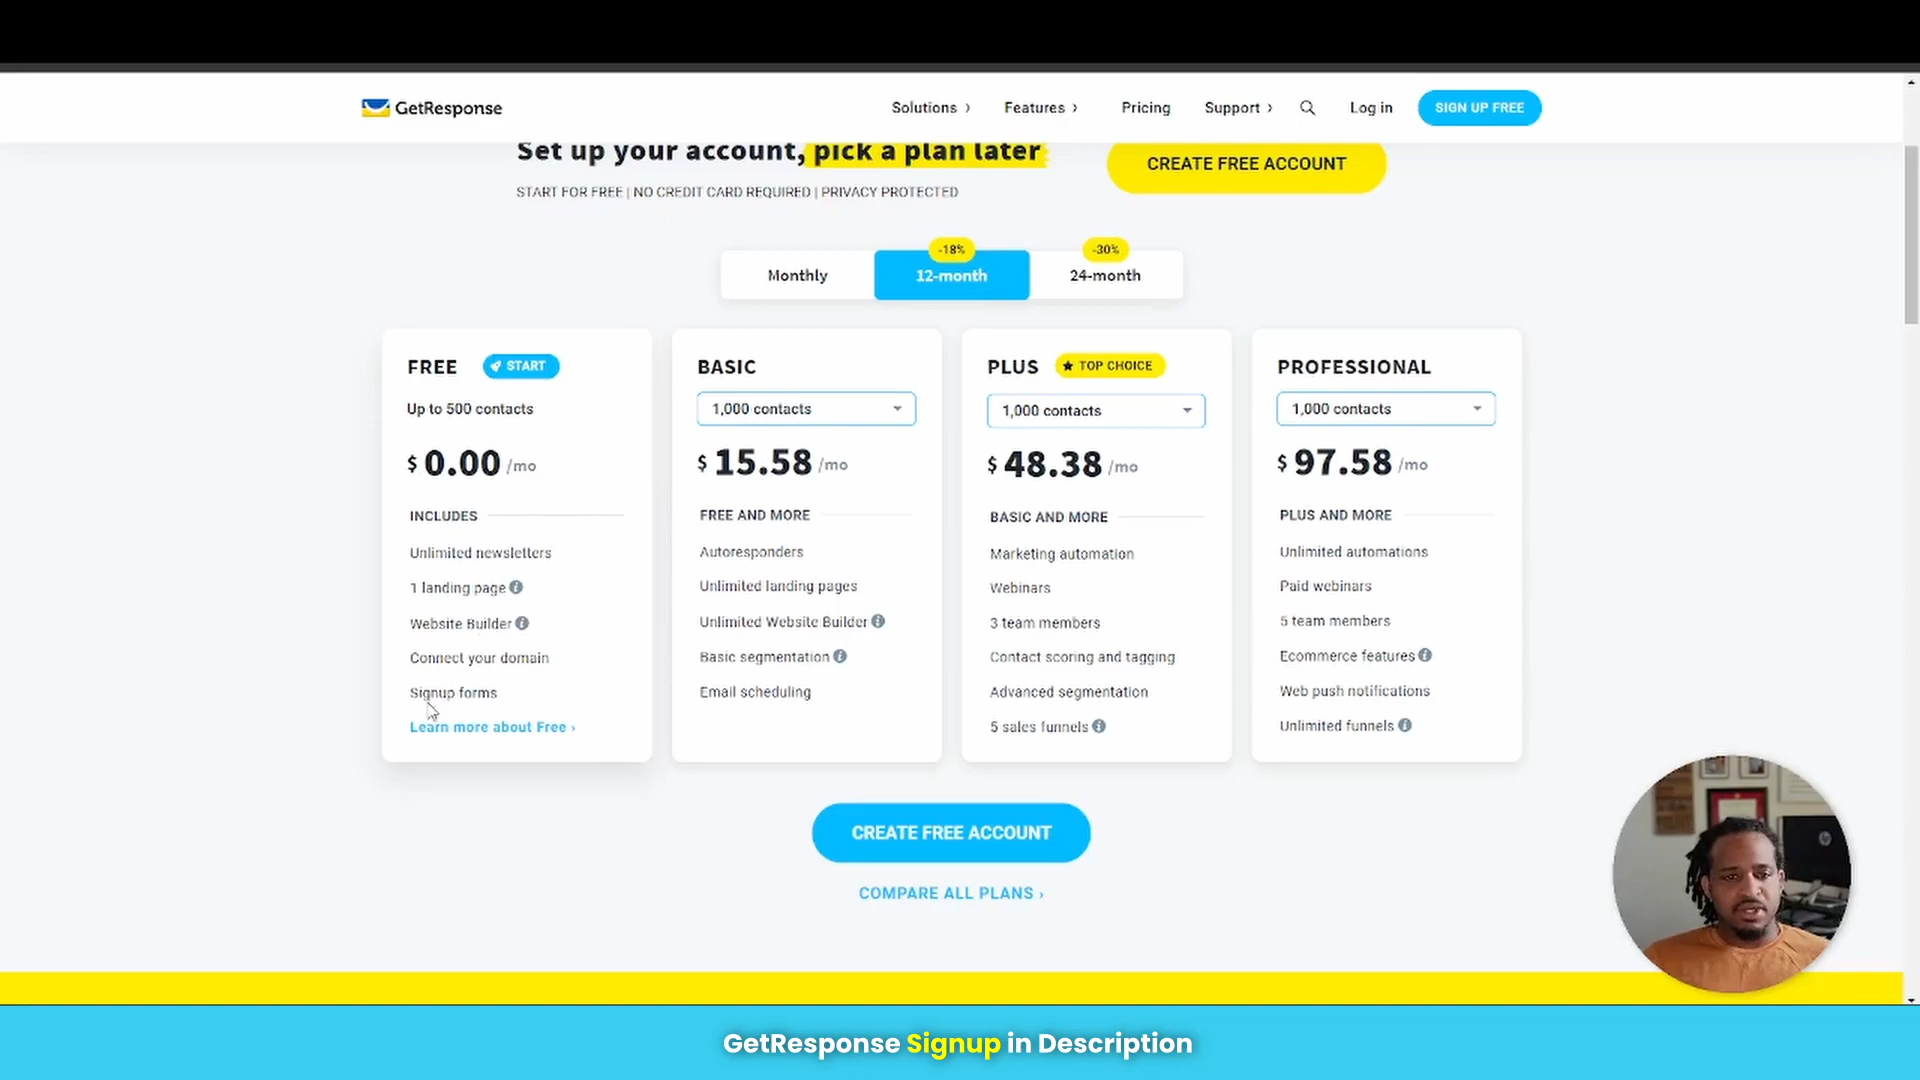 GetResponse
Solutions ›
Features ›
Pricing
Support ›
Log in
SIGN UP FREE
Set up your account, pick a plan later
START FOR FREE | NO CREDIT CARD REQUIRED | PRIVACY PROTECTED
CREATE FREE ACCOUNT
Monthly
-18%
12-month
-30%
24-month
FREE
START
Up to 500 contacts
$ 0.00 /mo
INCLUDES
Unlimited newsletters
1 landing page
Website Builder
Connect your domain
Signup forms
Learn more about Free ›
BASIC
1,000 contacts
$ 15.58 /mo
FREE AND MORE
Autoresponders
Unlimited landing pages
Unlimited Website Builder
Basic segmentation
Email scheduling
PLUS
TOP CHOICE
1,000 contacts
$ 48.38 /mo
BASIC AND MORE
Marketing automation
Webinars
3 team members
Contact scoring and tagging
Advanced segmentation
5 sales funnels
PROFESSIONAL
1,000 contacts
$ 97.58 /mo
PLUS AND MORE
Unlimited automations
Paid webinars
5 team members
Ecommerce features
Web push notifications
Unlimited funnels
CREATE FREE ACCOUNT
COMPARE ALL PLANS ›
GetResponse Signup in Description